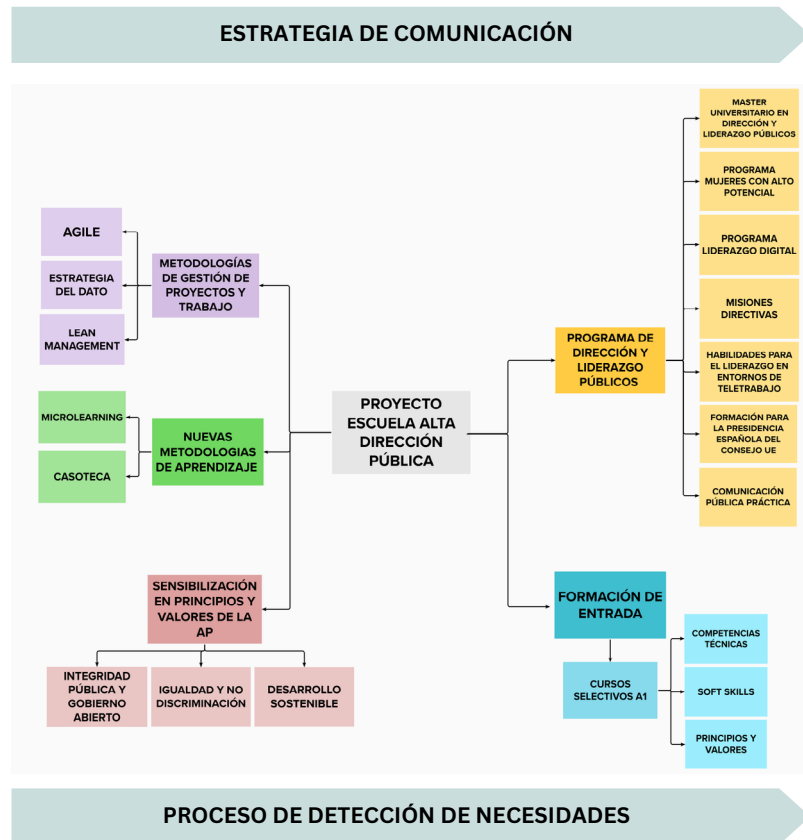 ESTRATEGIA DE COMUNICACIÓN
MASTER
UNIVERSITARIO EN
DIRECCIÓN Y
LIDERAZGO PÚBLICOS
PROGRAMA
MUJERES CON ALTO
POTENCIAL
PROGRAMA
LIDERAZGO DIGITAL
MISIONES
DIRECTIVAS
HABILIDADES PARA
EL LIDERAZGO EN
ENTORNOS DE
TELETRABAJO
FORMACIÓN PARA
LA PRESIDENCIA
ESPAÑOLA DEL
CONSEJO UE
COMUNICACIÓN
PÚBLICA PRÁCTICA
PROGRAMA DE
DIRECCIÓN Y
LIDERAZGO
PÚBLICOS
AGILE
ESTRATEGIA
DEL DATO
LEAN
MANAGEMENT
METODOLOGÍAS
DE GESTIÓN DE
PROYECTOS Y
TRABAJO
MICROLEARNING
CASOTECA
NUEVAS
METODOLOGIAS
DE APRENDIZAJE
PROYECTO
ESCUELA ALTA
DIRECCIÓN
PÚBLICA
SENSIBILIZACIÓN
EN PRINCIPIOS Y
VALORES DE LA
AP
INTEGRIDAD
PÚBLICA Y
GOBIERNO
ABIERTO
IGUALDAD Y NO
DISCRIMINACIÓN
DESARROLLO
SOSTENIBLE
FORMACIÓN DE
ENTRADA
CURSOS
SELECTIVOS A1
COMPETENCIAS
TÉCNICAS
SOFT SKILLS
PRINCIPIOS Y
VALORES
PROCESO DE DETECCIÓN DE NECESIDADES